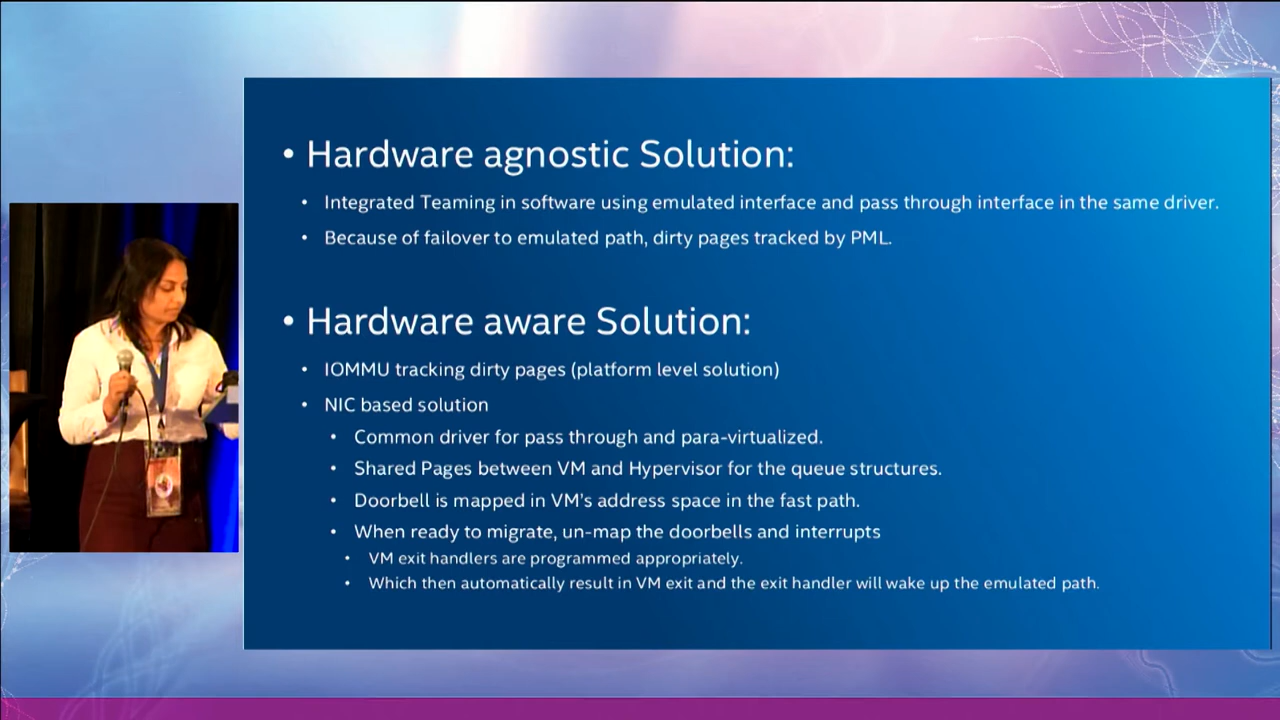 • Hardware agnostic Solution:
• Integrated Teaming in software using emulated interface and pass through interface in the same driver.
• Because of failover to emulated path, dirty pages tracked by PML.
• Hardware aware Solution:
• IOMMU tracking dirty pages (platform level solution)
• NIC based solution
• Common driver for pass through and para-virtualized.
• Shared Pages between VM and Hypervisor for the queue structures.
• Doorbell is mapped in VM's address space in the fast path.
• When ready to migrate, un-map the doorbells and interrupts
• VM exit handlers are programmed appropriately.
• Which then automatically result in VM exit and the exit handler will wake up the emulated path.